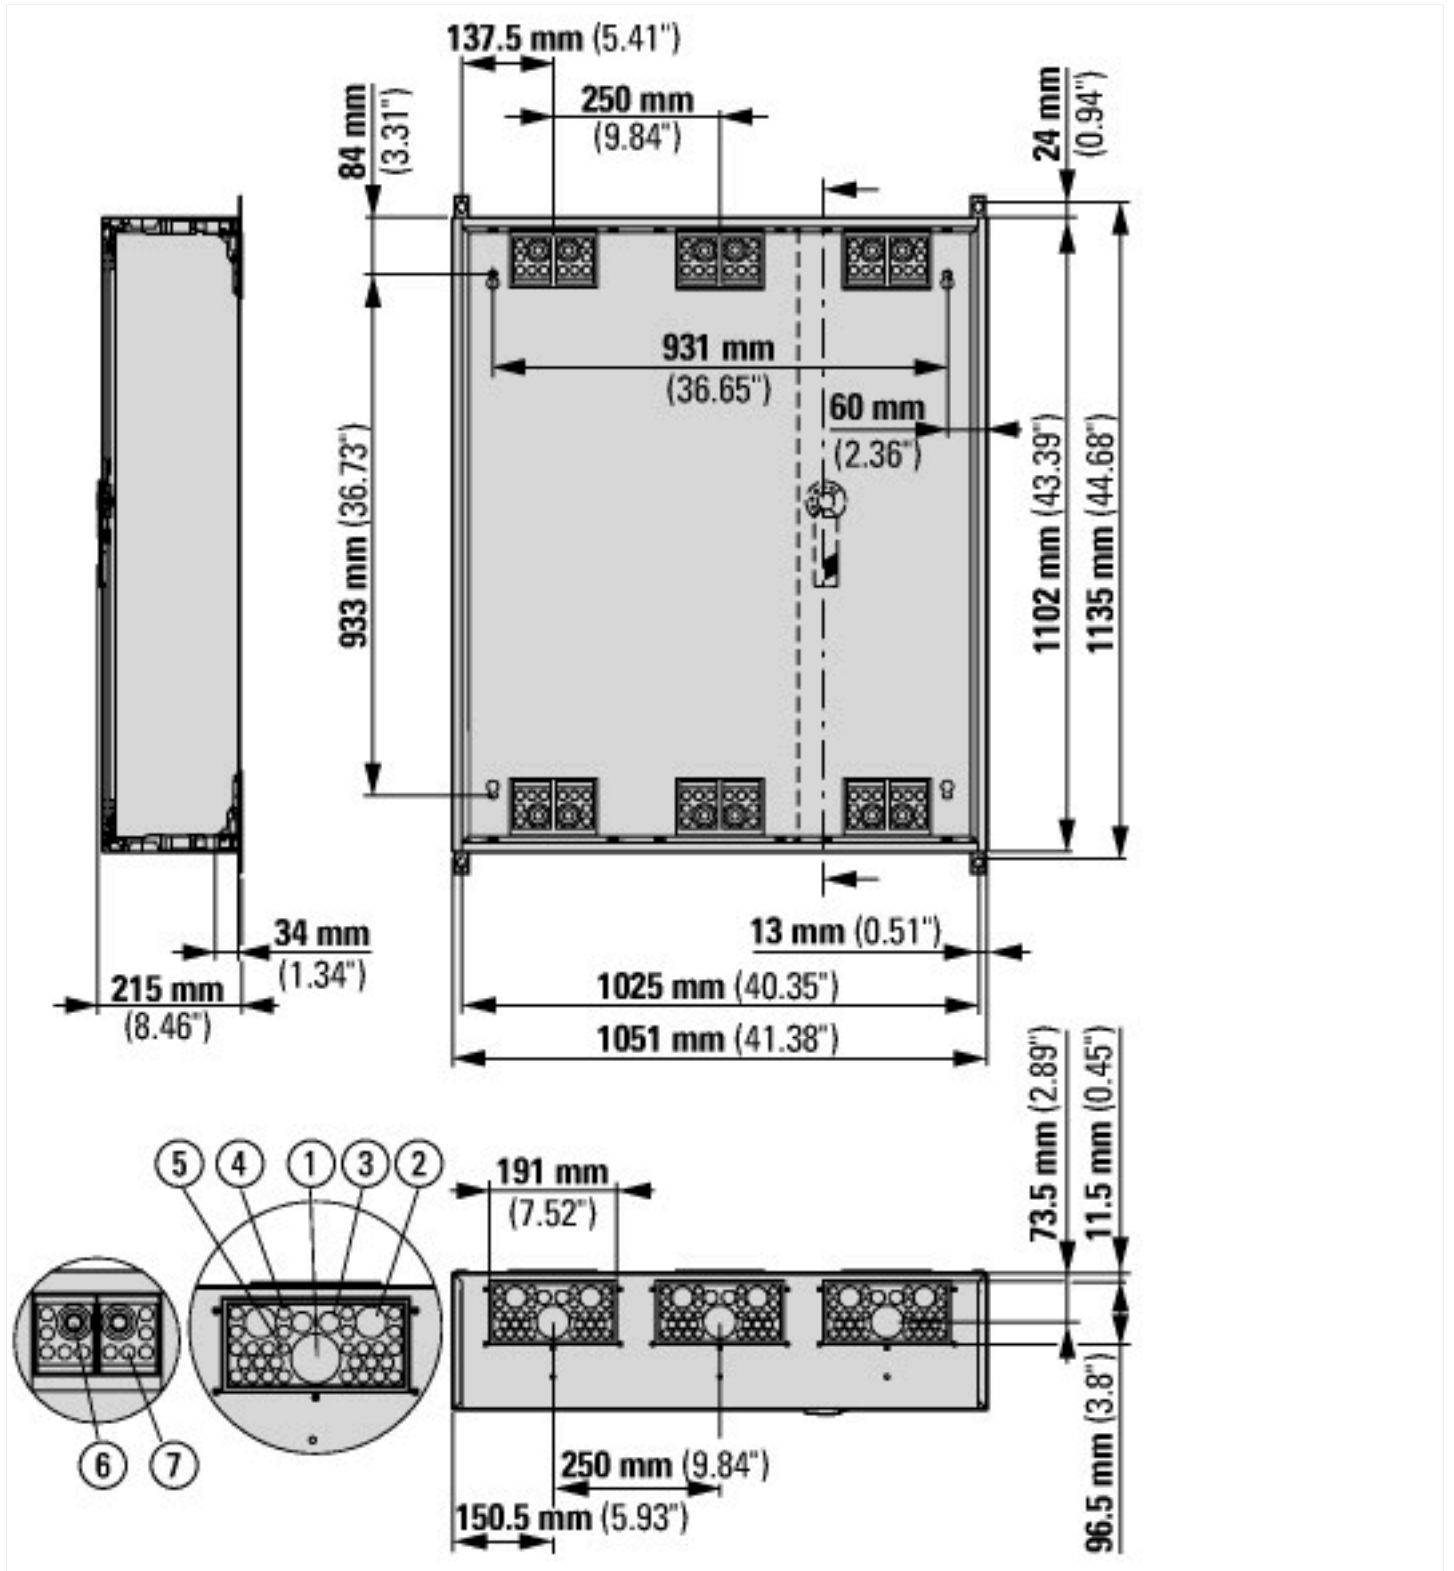 137.5 mm (5.41")
250 mm
(9.84")
84 mm
(3.31")
24 mm
(0.94")
931 mm
(36.65")
60 mm
(2.36")
933 mm (36.73")
1102 mm (43.39")
1135 mm (44.68")
34 mm
(1.34")
215 mm
(8.46")
13 mm (0.51")
1025 mm (40.35")
1051 mm (41.38")
73.5 mm (2.89")
11.5 mm (0.45")
5 4 1 3 2
191 mm
(7.52")
6 7
250 mm (9.84")
150.5 mm (5.93")
96.5 mm (3.8")